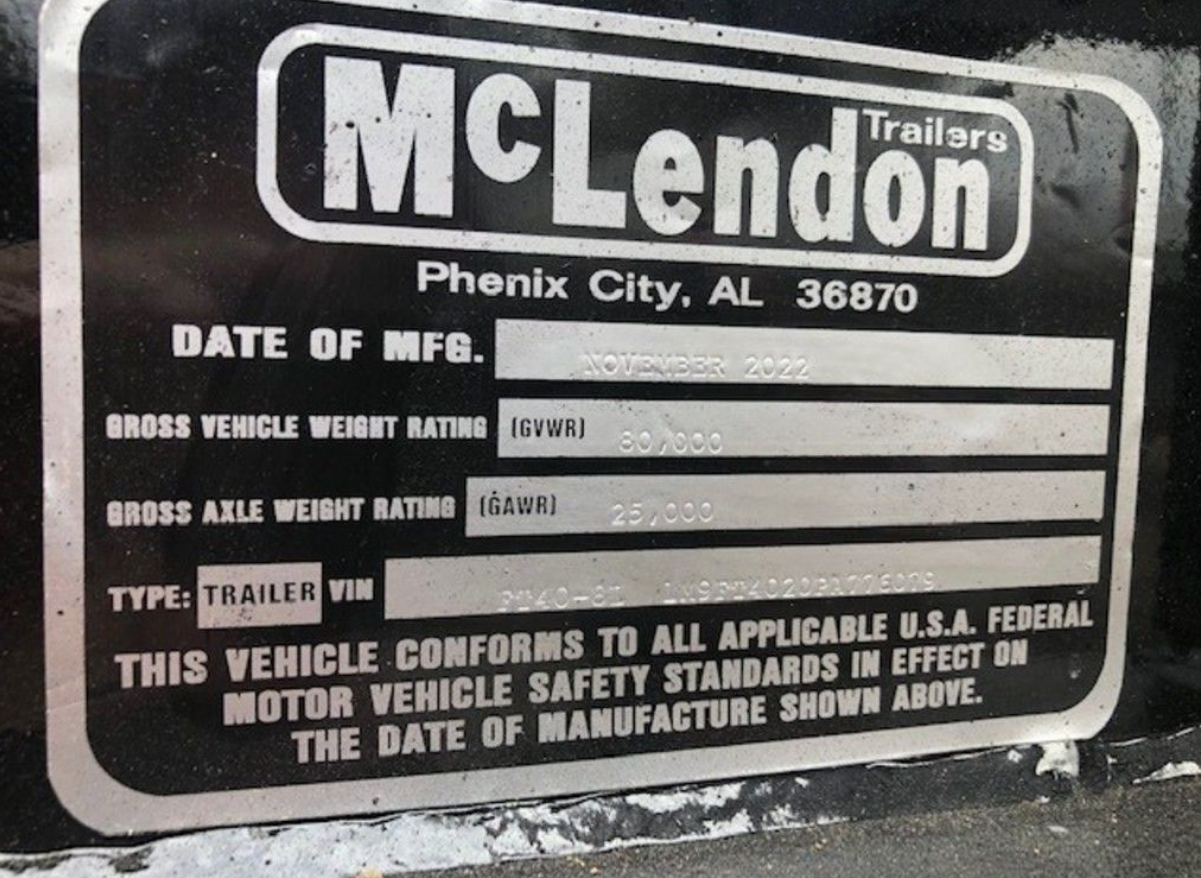 McLendon Trailers
Phenix City, AL 36870
DATE OF MFG. NOVEMBER 2022
GROSS VEHICLE WEIGHT RATING (GVWR) 80,000
GROSS AXLE WEIGHT RATING (GAWR) 25,000
TYPE: TRAILER VIN
THIS VEHICLE CONFORMS TO ALL APPLICABLE U.S.A. FEDERAL
MOTOR VEHICLE SAFETY STANDARDS IN EFFECT ON
THE DATE OF MANUFACTURE SHOWN ABOVE.